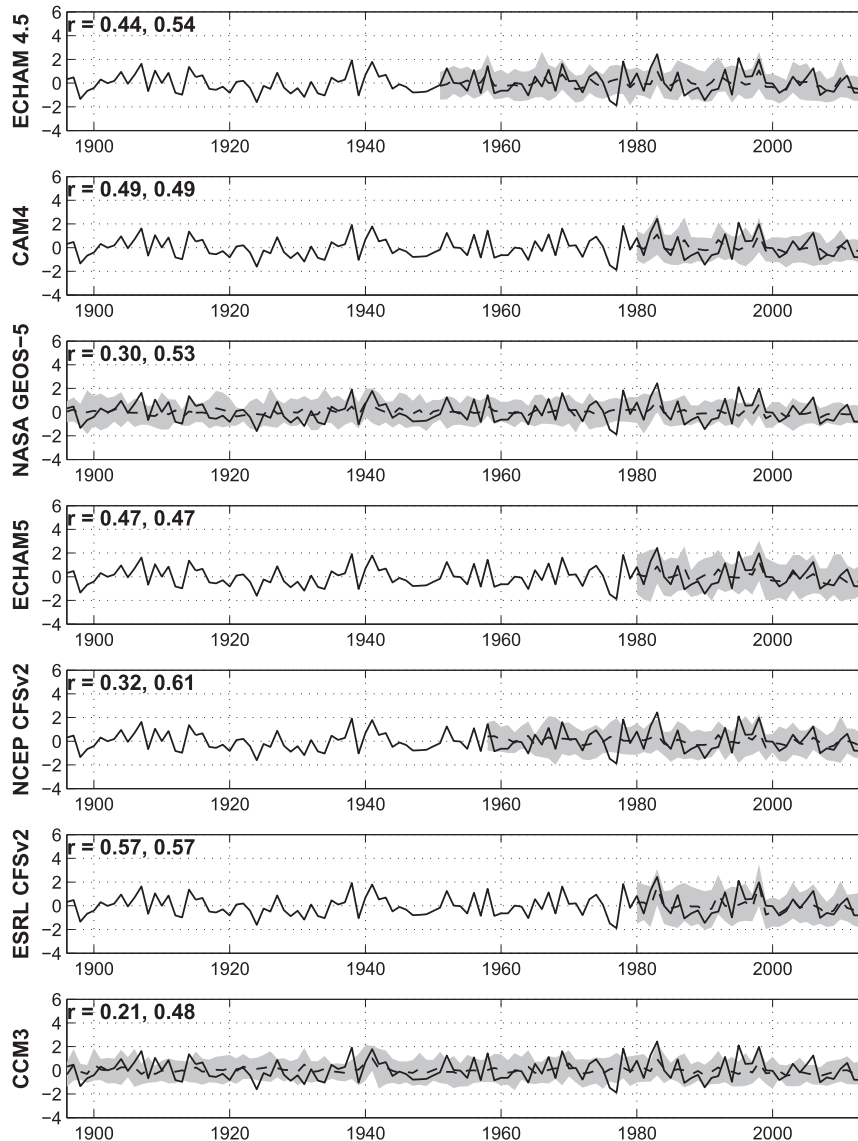 ECHAM 4.5
r = 0.44, 0.54
6
4
2
0
−2
−4
1900 1920 1940 1960 1980 2000
CAM4
r = 0.49, 0.49
6
4
2
0
−2
−4
1900 1920 1940 1960 1980 2000
NASA GEOS−5
r = 0.30, 0.53
6
4
2
0
−2
−4
1900 1920 1940 1960 1980 2000
ECHAM5
r = 0.47, 0.47
6
4
2
0
−2
−4
1900 1920 1940 1960 1980 2000
NCEP CFSv2
r = 0.32, 0.61
6
4
2
0
−2
−4
1900 1920 1940 1960 1980 2000
ESRL CFSv2
r = 0.57, 0.57
6
4
2
0
−2
−4
1900 1920 1940 1960 1980 2000
CCM3
r = 0.21, 0.48
6
4
2
0
−2
−4
1900 1920 1940 1960 1980 2000